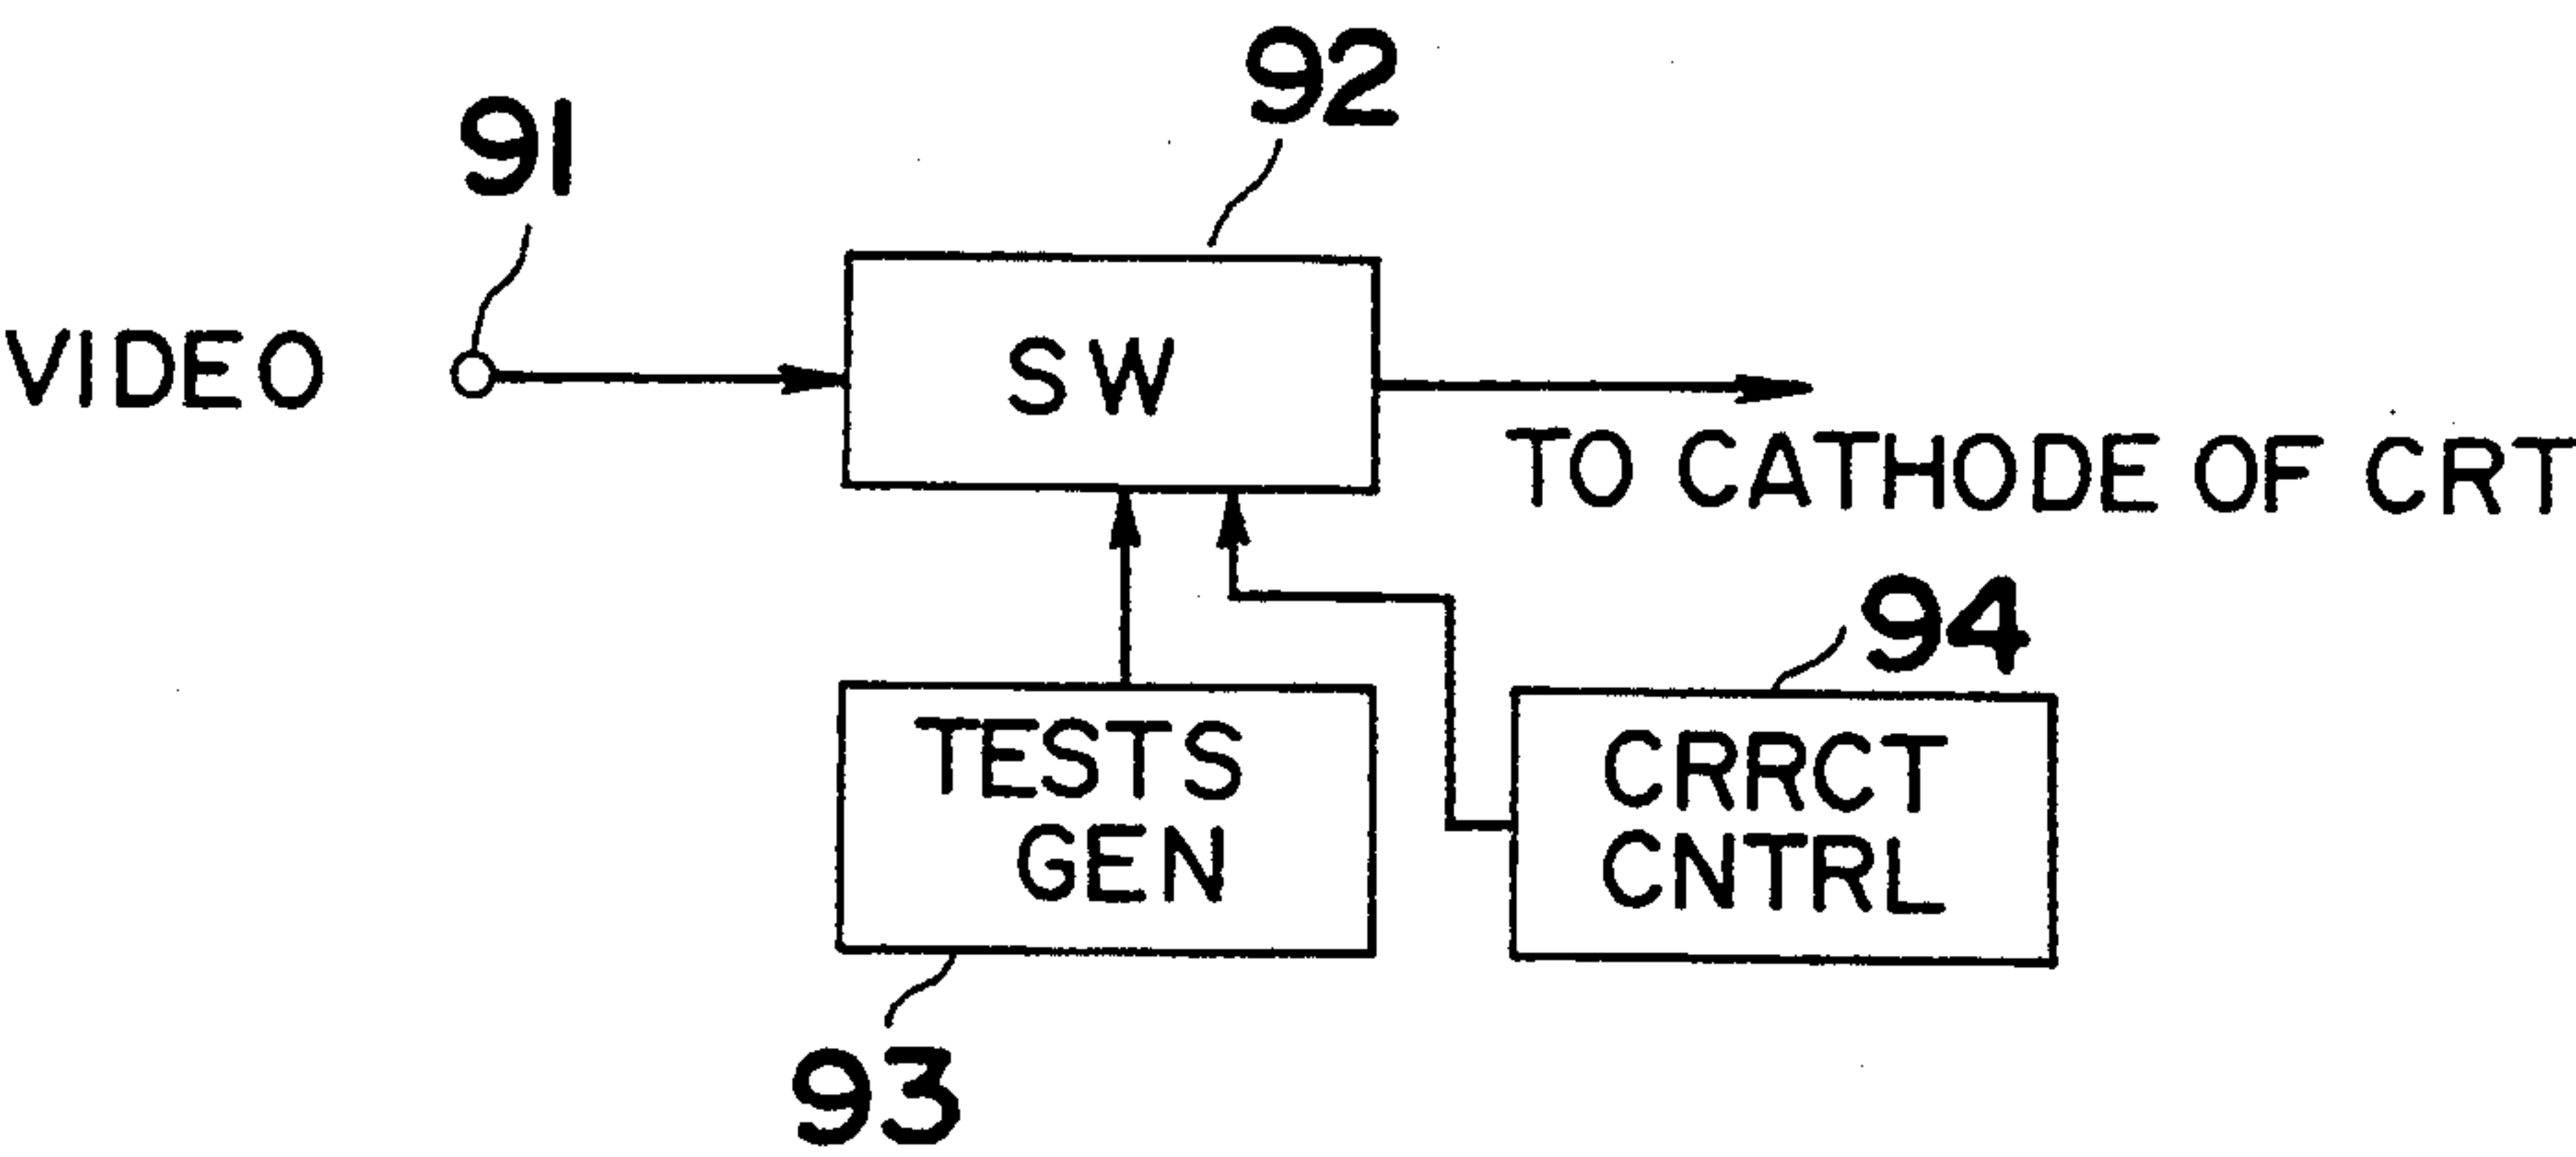 92
91
VIDEO
SW
TO CATHODE OF CRT
94
TESTS
GEN
CRRCT
CNTRL
93